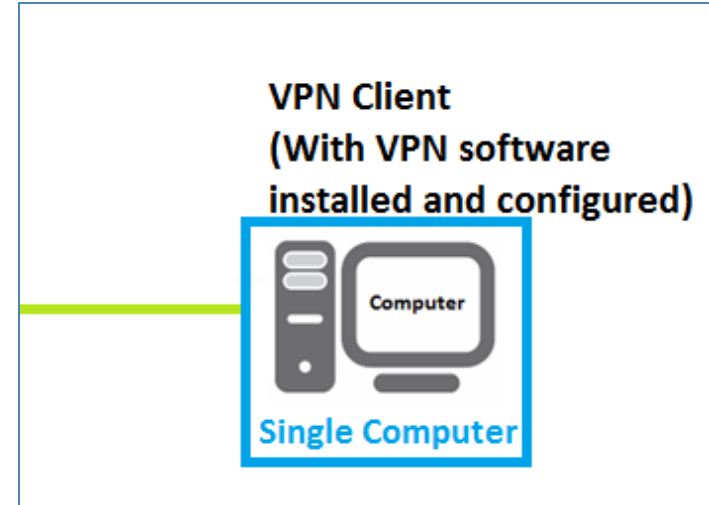 VPN Client
(With VPN software
installed and configured)
Computer
Single Computer